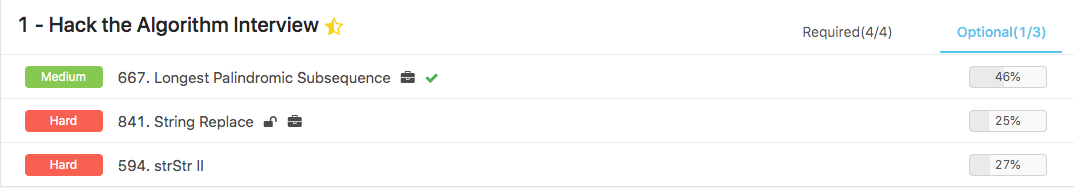 1 - Hack the Algorithm Interview
Required(4/4) Optional(1/3)
Medium 667. Longest Palindromic Subsequence 46%
Hard 841. String Replace 25%
Hard 594. strStr II 27%